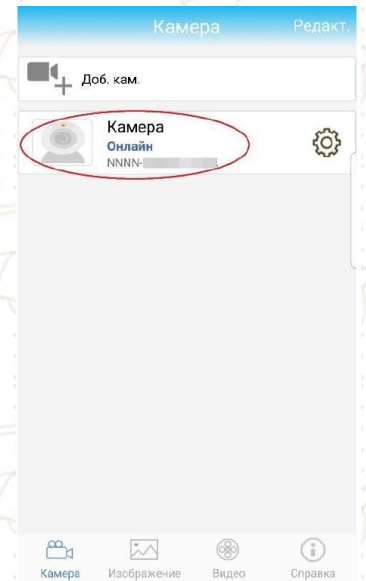 Камера Редакт.
Доб. кам.
Камера
Онлайн
NNNN-
Камера Изображение Видео Справка